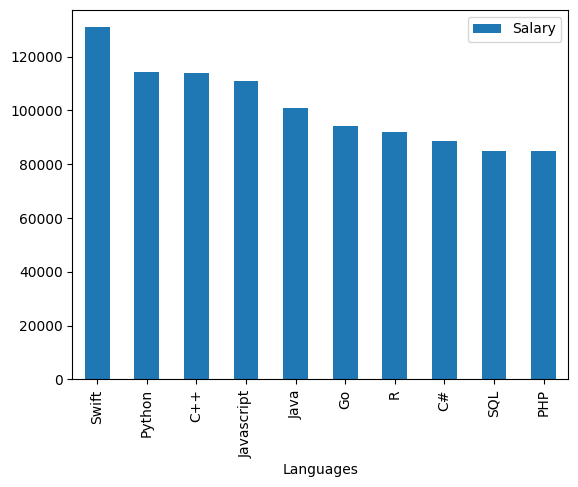 Salary
120000
100000
80000
60000
40000
20000
0
Swift
Python
C++
Javascript
Java
Go
R
C#
SQL
PHP
Languages